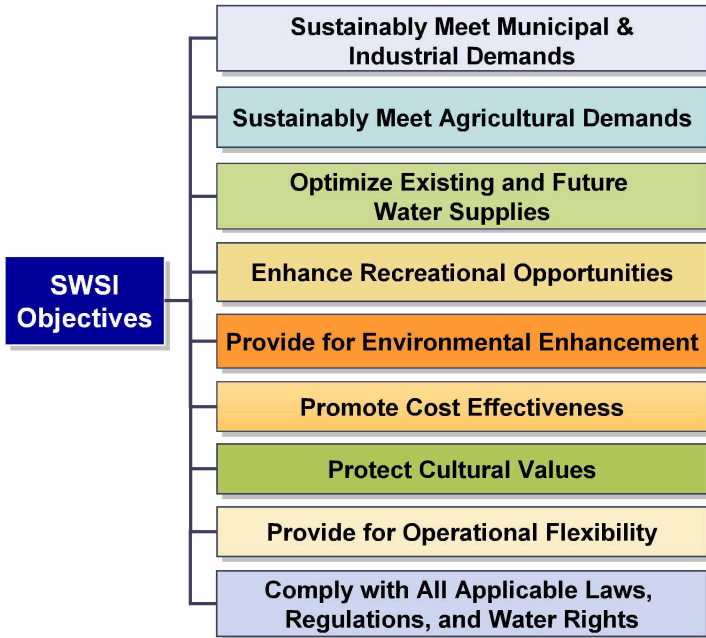 Sustainably Meet Municipal &
Industrial Demands
Sustainably Meet Agricultural Demands
Optimize Existing and Future
Water Supplies
Enhance Recreational Opportunities
SWSI
Objectives
Provide for Environmental Enhancement
Promote Cost Effectiveness
Protect Cultural Values
Provide for Operational Flexibility
Comply with All Applicable Laws,
Regulations, and Water Rights